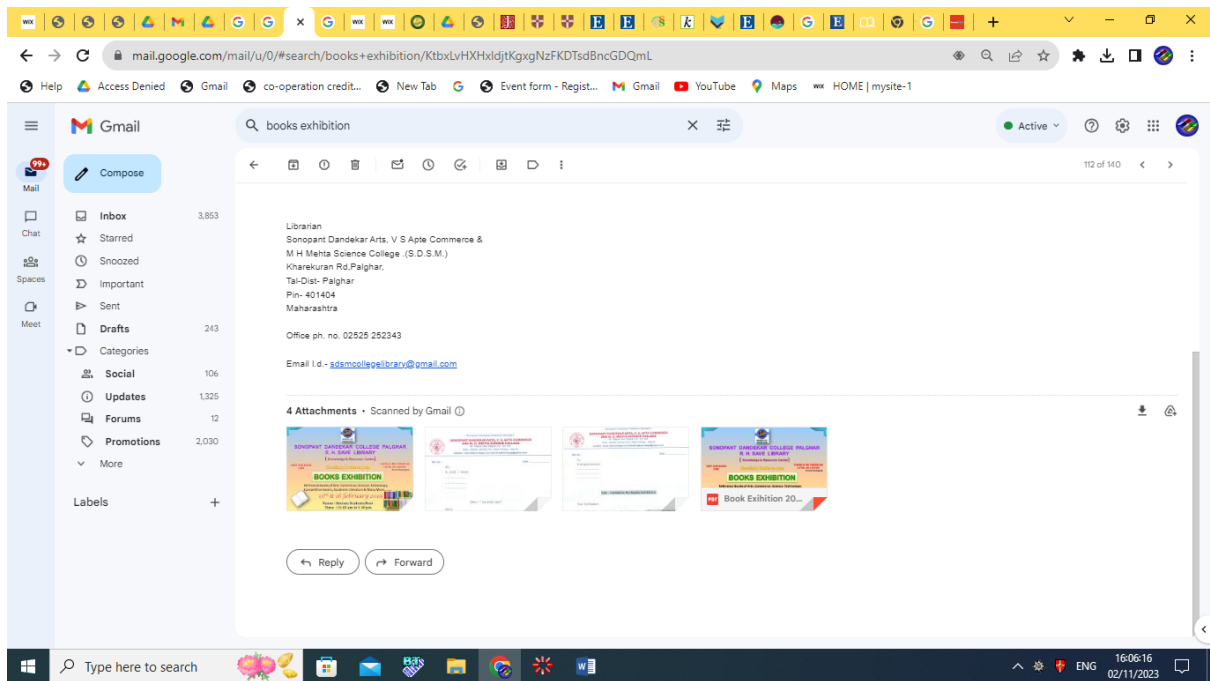 mail.google.com/mail/u/0/#search/books+exhibition/KtbxLvHXHxldjtKgxgNzFKDTsdBncGDQmL
Help Access Denied Gmail co-operation credit... New Tab Event form - Regist... Gmail YouTube Maps HOME | mysite-1
Gmail
books exhibition
Active
99+
Mail
Compose
112 of 140
Chat
Spaces
Meet
Inbox 3,853
Starred
Snoozed
Important
Sent
Drafts 243
Categories
Social 106
Updates 1,325
Forums 12
Promotions 2,030
More
Labels
Librarian
Sonopant Dandekar Arts, V S Apte Commerce &
M H Mehta Science College .(S.D.S.M.)
Kharekuran Rd,Palghar,
Tal-Dist- Palghar
Pin- 401404
Maharashtra
Office ph. no. 02525 252343
Email I.d.- sdsmcollegelibrary@gmail.com
4 Attachments • Scanned by Gmail
SONOPANT DANDEKAR COLLEGE PALGHAR
R. H. SAVE LIBRARY
BOOKS EXHIBITION
SONOPANT DANDEKAR COLLEGE PALGHAR
R. H. SAVE LIBRARY
BOOKS EXHIBITION
PDF Book Exihition 20...
Reply
Forward
Type here to search
ENG
16:06:16
02/11/2023